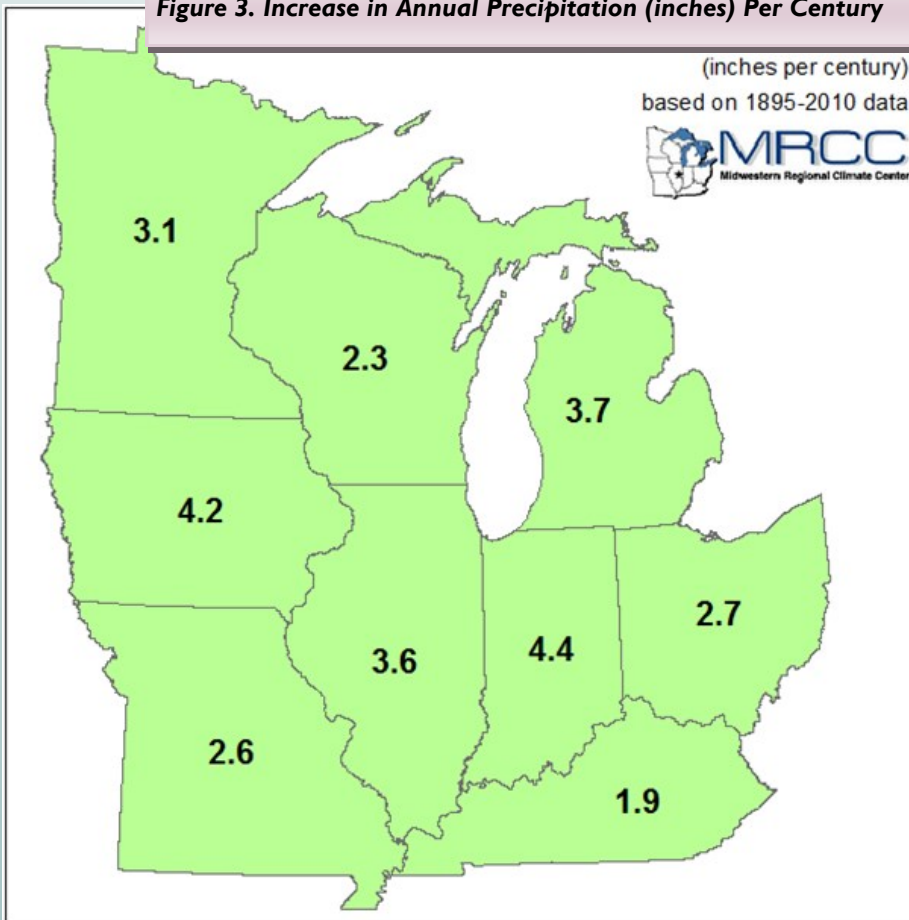 Figure 3. Increase in Annual Precipitation (inches) Per Century
(inches per century)
based on 1895-2010 data
MRCC
Midwestern Regional Climate Center
3.1
2.3
3.7
4.2
3.6
4.4
2.7
2.6
1.9